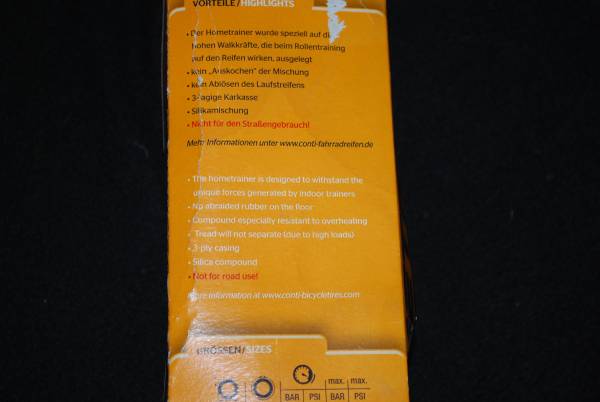 VORTEILE/HIGHLIGHTS
• Der Hometrainer wurde speziell auf die
hohen Walkkräfte, die beim Rollentraining
auf den Reifen wirken, ausgelegt
• kein „Auskochen“ der Mischung
• kein Ablösen des Laufstreifens
• 3-lagige Karkasse
• Silikamischung
• Nicht für den Straßengebrauch!
Mehr Informationen unter www.conti-fahrradreifen.de
• The hometrainer is designed to withstand the
unique forces generated by indoor trainers
• No abraided rubber on the floor
• Compound especially resistant to overheating
• Tread will not separate (due to high loads)
• 3-ply casing
• Silica compound
• Not for road use!
More information at www.conti-bicycletires.com
GRÖSSEN/SIZES
max. max.
BAR PSI BAR PSI